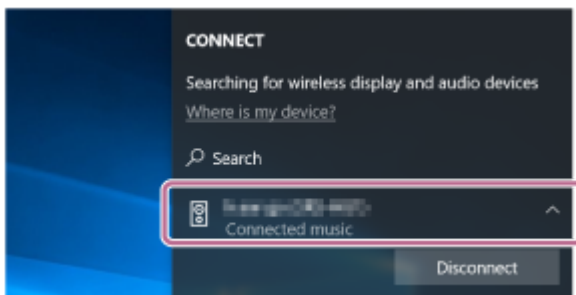 CONNECT
Searching for wireless display and audio devices
Where is my device?
Search
Connected music
Disconnect